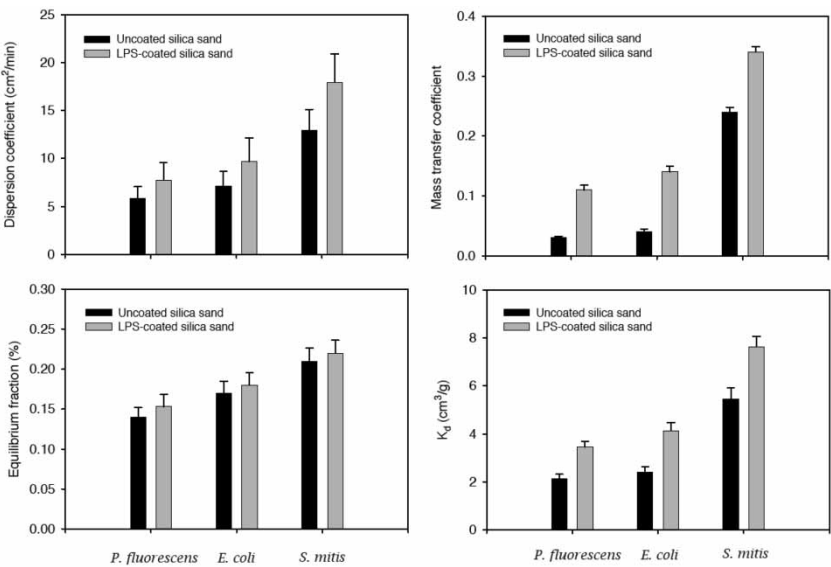 25
20
15
10
5
0
Dispersion coefficient (cm²/min)
Uncoated silica sand
LPS-coated silica sand
0.4
0.3
0.2
0.1
0.0
Mass transfer coefficient
Uncoated silica sand
LPS-coated silica sand
0.30
0.25
0.20
0.15
0.10
0.05
0.00
Equilibrium fraction (%)
Uncoated silica sand
LPS-coated silica sand
P. fluorescens E. coli S. mitis
10
8
6
4
2
0
K_d (cm³/g)
Uncoated silica sand
LPS-coated silica sand
P. fluorescens E. coli S. mitis